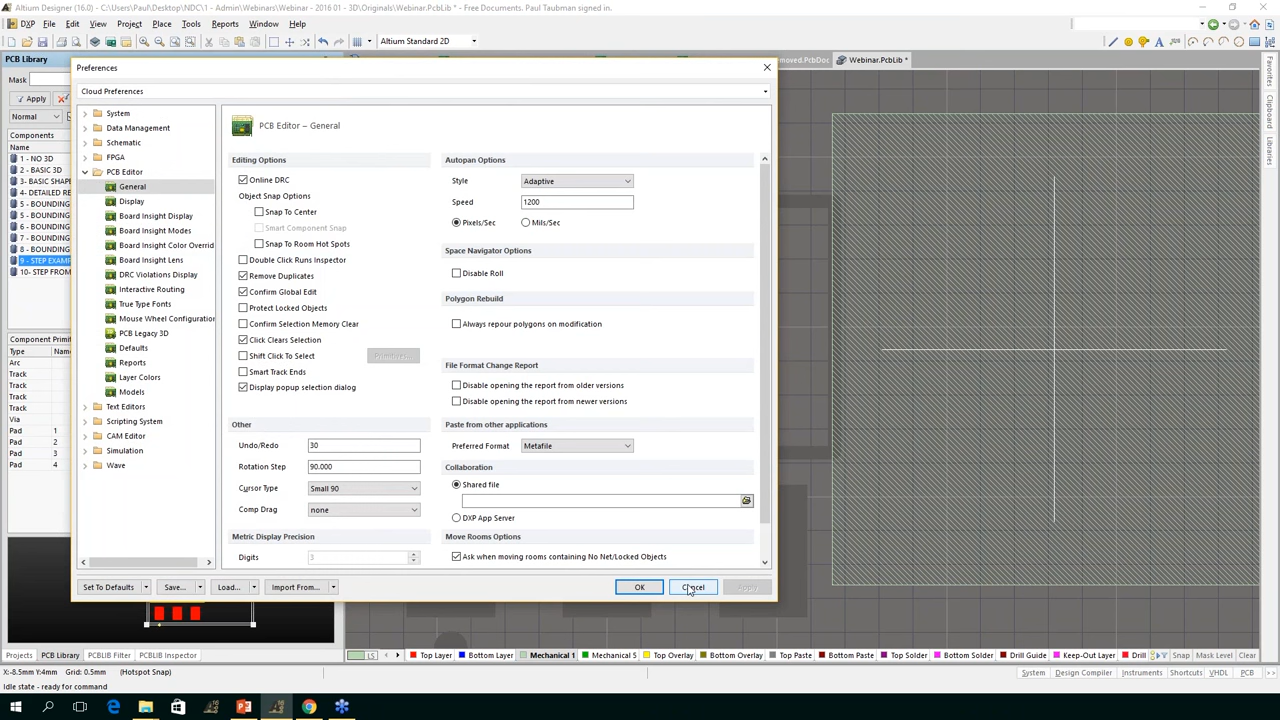 Altium Designer (16.0) - C:\Users\Paul\Desktop\NDC1 - Admin\Webinars\Webinar - 2016 01 - 3D\Originals\Webinar.PcbLib * - Free Documents. Paul Taubman signed in.
DXP File Edit View Project Place Tools Reports Window Help
Altium Standard 2D
PCB Library
moved.PcbDoc Webinar.PcbLib *
Mask
Apply
Normal
Components
Name
1 - NO 3D
2 - BASIC 3D
3 - BASIC SHAP
4 - DETAILED RE
5 - BOUNDING
5 - BOUNDING
6 - BOUNDING
7 - BOUNDING
8 - BOUNDING
9 - STEP EXAM
10- STEP FROM
Component Primit
Type Nam
Arc
Track
Track
Track
Track
Via
Pad 1
Pad 2
Pad 3
Pad 4
Preferences
Cloud Preferences
System
Data Management
Schematic
FPGA
PCB Editor
General
Display
Board Insight Display
Board Insight Modes
Board Insight Color Overrid
Board Insight Lens
DRC Violations Display
Interactive Routing
True Type Fonts
Mouse Wheel Configuration
PCB Legacy 3D
Defaults
Reports
Layer Colors
Models
Text Editors
Scripting System
CAM Editor
Simulation
Wave
PCB Editor – General
Editing Options
Online DRC
Object Snap Options
Snap To Center
Smart Component Snap
Snap To Room Hot Spots
Double Click Runs Inspector
Remove Duplicates
Confirm Global Edit
Protect Locked Objects
Confirm Selection Memory Clear
Click Clears Selection
Shift Click To Select Primitives...
Smart Track Ends
Display popup selection dialog
Other
Undo/Redo 30
Rotation Step 90.000
Cursor Type Small 90
Comp Drag none
Metric Display Precision
Digits 3
Autopan Options
Style Adaptive
Speed 1200
Pixels/Sec Mils/Sec
Space Navigator Options
Disable Roll
Polygon Rebuild
Always repour polygons on modification
File Format Change Report
Disable opening the report from older versions
Disable opening the report from newer versions
Paste from other applications
Preferred Format Metafile
Collaboration
Shared file
DXP App Server
Move Rooms Options
Ask when moving rooms containing No Net/Locked Objects
Set To Defaults Save... Load... Import From... OK Cancel Apply
Favorites
Clipboard
Libraries
Projects PCB Library PCBLIB Filter PCBLIB Inspector
LS Top Layer Bottom Layer Mechanical 1 Mechanical 5 Top Overlay Bottom Overlay Top Paste Bottom Paste Top Solder Bottom Solder Drill Guide Keep-Out Layer Drill Snap Mask Level Clear
X:-8.5mm Y:4mm Grid: 0.5mm (Hotspot Snap)
System Design Compiler Instruments Shortcuts VHDL PCB >>
Idle state - ready for command